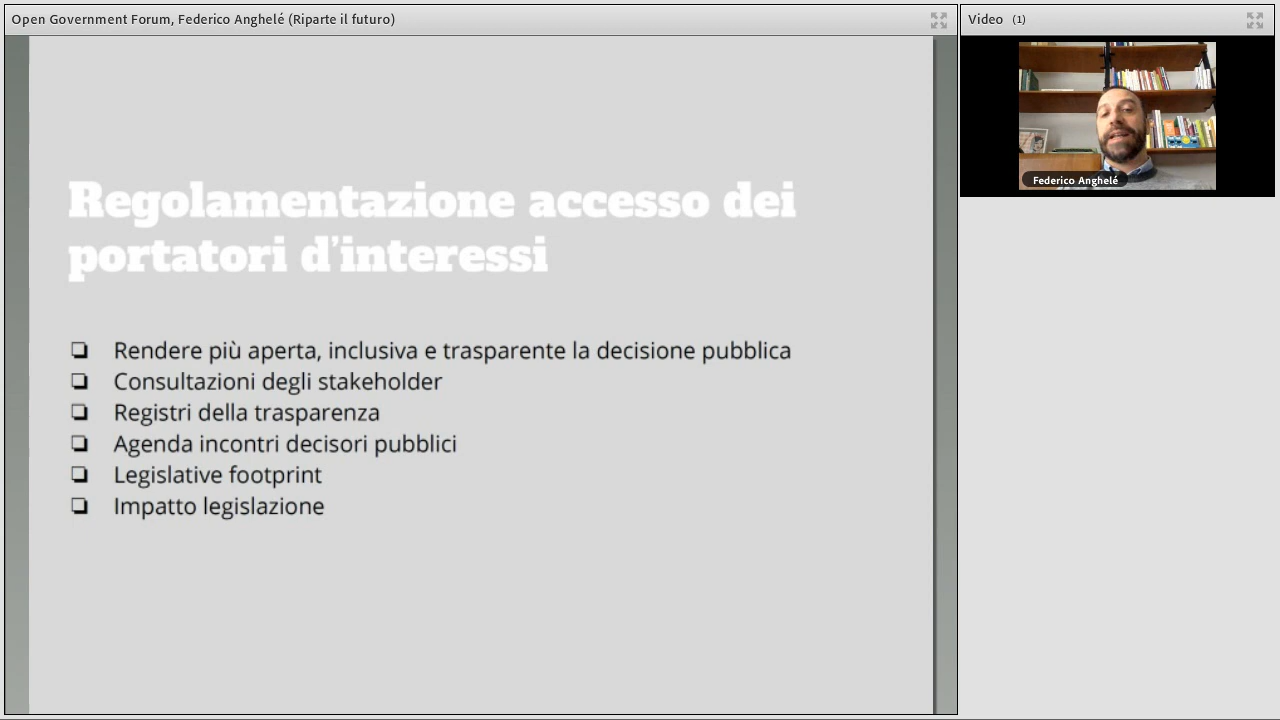 Open Government Forum, Federico Anghelé (Riparte il futuro)
Video (1)
Federico Anghelé
Regolamentazione accesso dei
portatori d'interessi
Rendere più aperta, inclusiva e trasparente la decisione pubblica
Consultazioni degli stakeholder
Registri della trasparenza
Agenda incontri decisori pubblici
Legislative footprint
Impatto legislazione